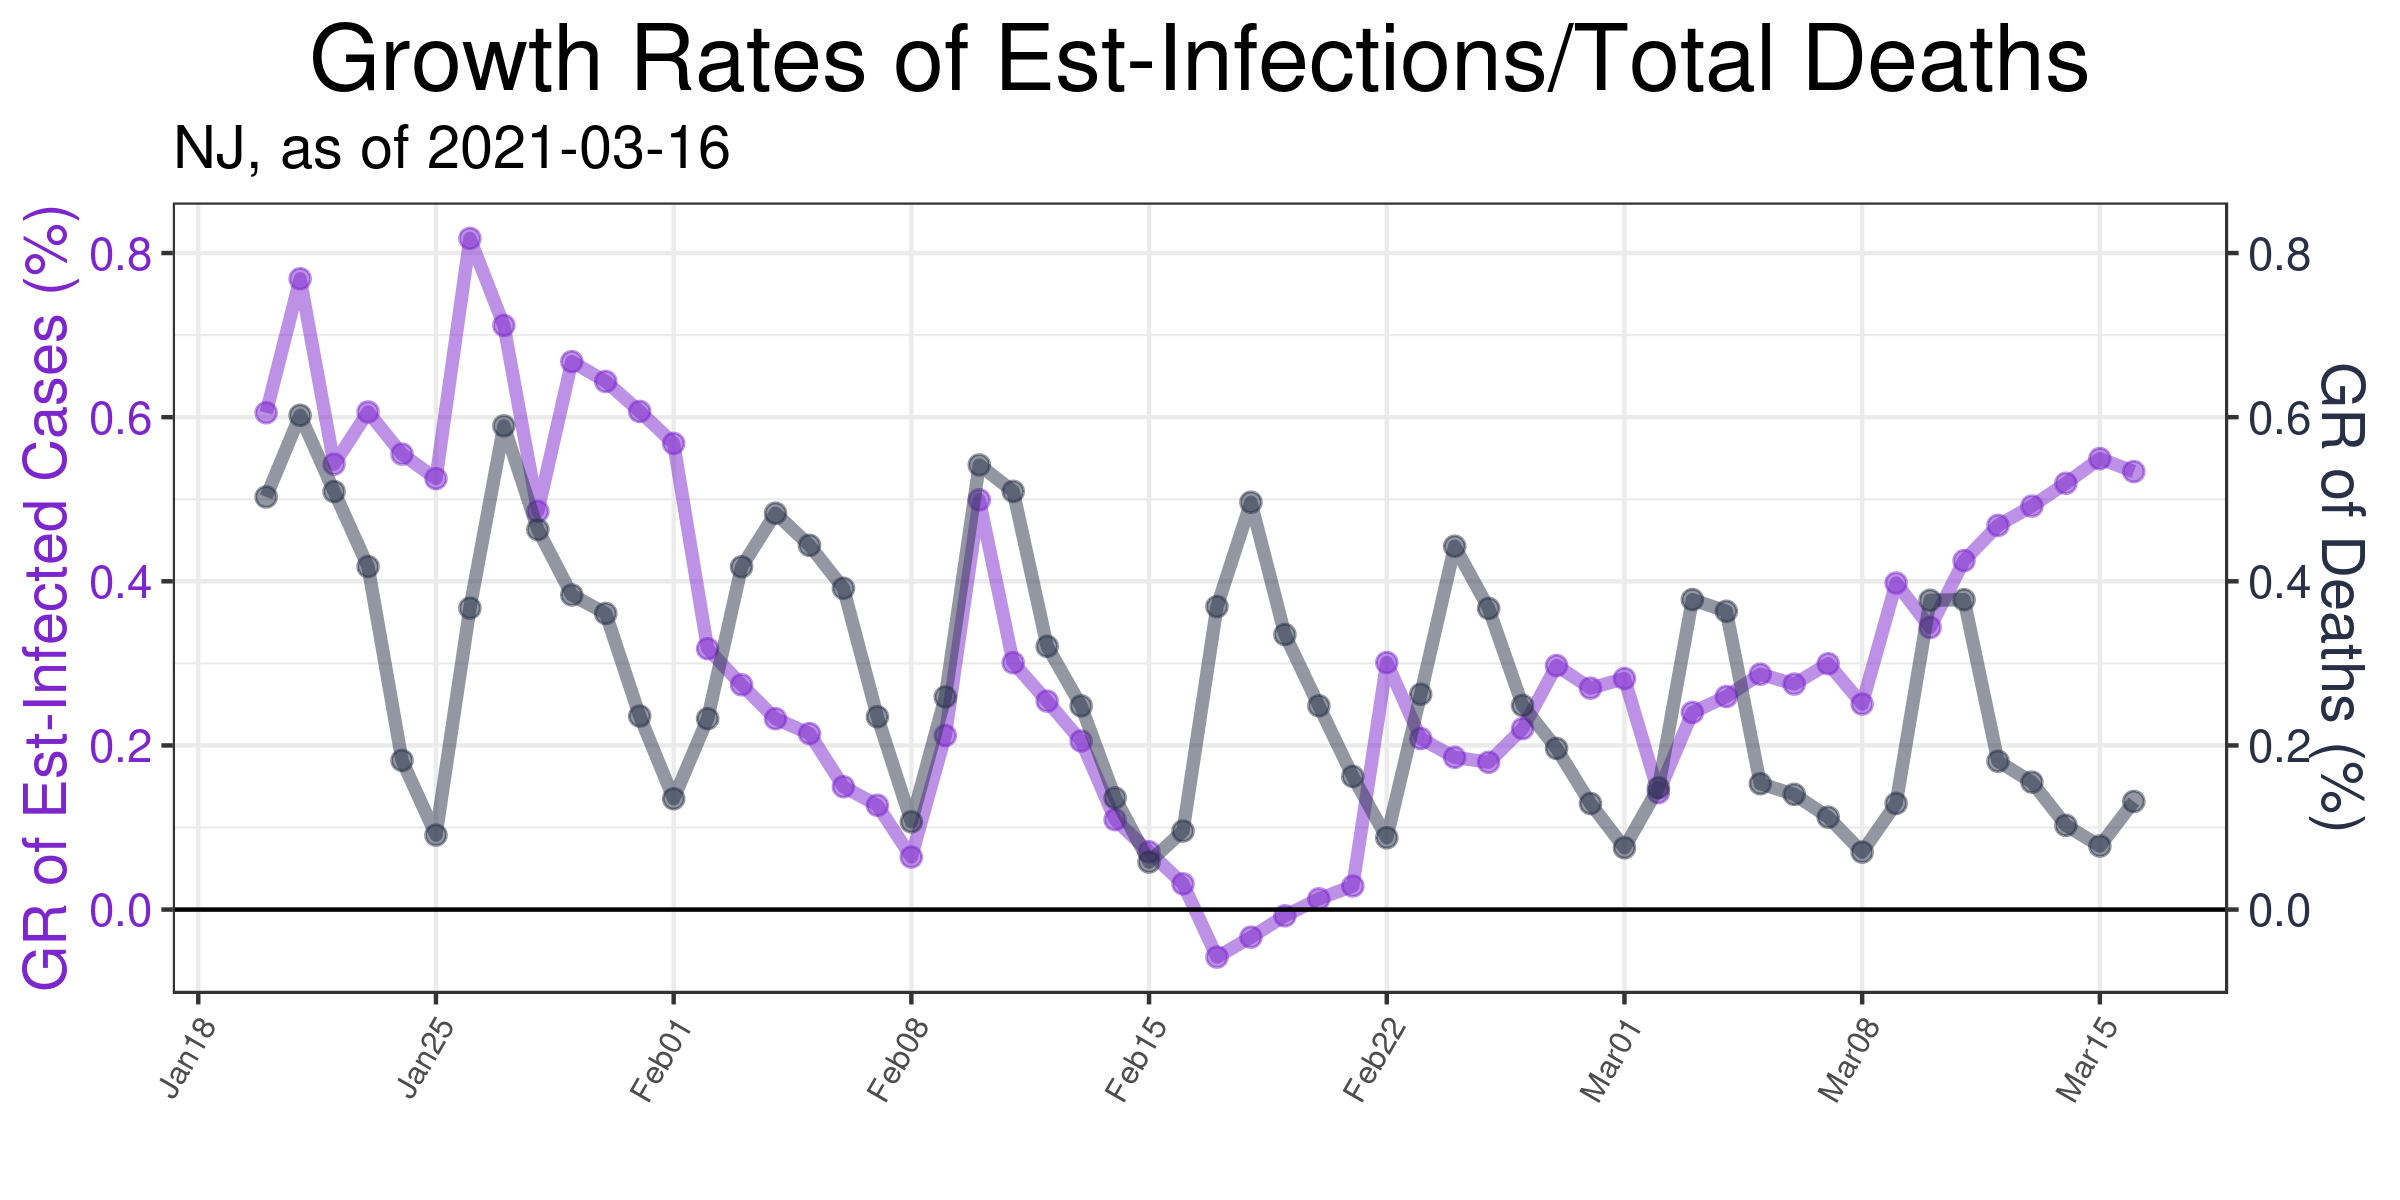 Growth Rates of Est-Infections/Total Deaths
NJ, as of 2021-03-16
GR of Est-Infected Cases (%)
0.8
0.6
0.4
0.2
0.0
0.8
0.6
0.4
0.2
0.0
GR of Deaths (%)
Jan18
Jan25
Feb01
Feb08
Feb15
Feb22
Mar01
Mar08
Mar15